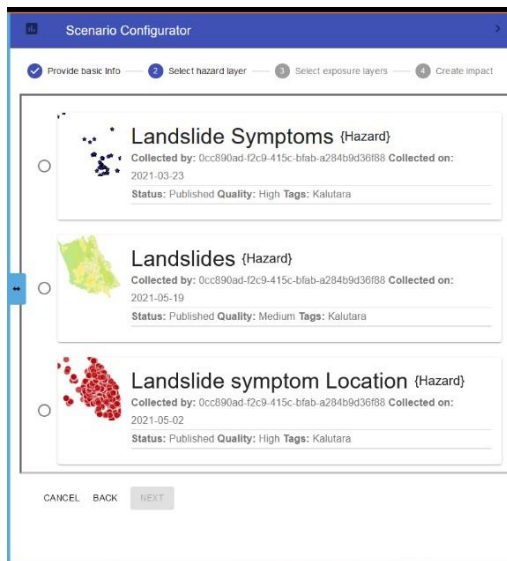 Scenario Configurator
Provide basic Info
2 Select hazard layer
3 Select exposure layers
4 Create impact
Landslide Symptoms {Hazard}
Collected by: 0cc890ad-f2c9-415c-bfab-a284b9d36f88 Collected on:
2021-03-23
Status: Published Quality: High Tags: Kalutara
Landslides {Hazard}
Collected by: 0cc890ad-f2c9-415c-bfab-a284b9d36f88 Collected on:
2021-05-19
Status: Published Quality: Medium Tags: Kalutara
Landslide symptom Location {Hazard}
Collected by: 0cc890ad-f2c9-415c-bfab-a284b9d36f88 Collected on:
2021-05-02
Status: Published Quality: High Tags: Kalutara
CANCEL BACK NEXT